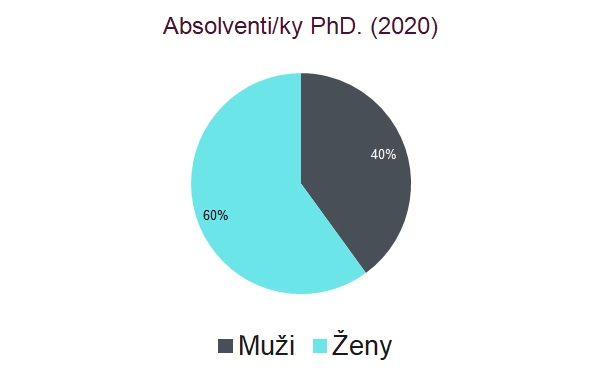 Absolventi/ky PhD. (2020)
40%
60%
Muži Ženy